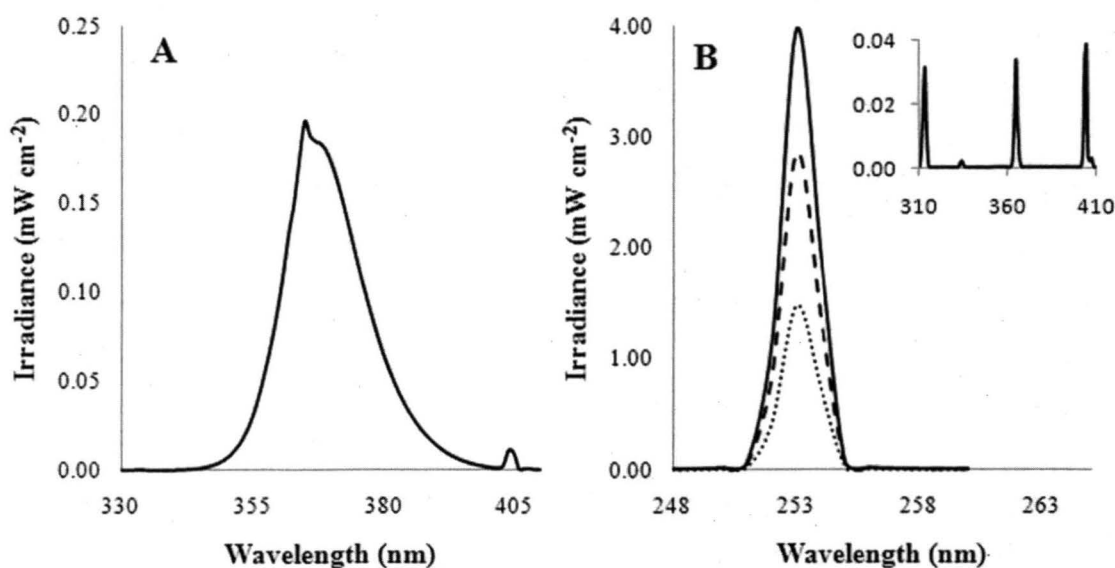 A
Irradiance (mW cm-2)
0.25
0.20
0.15
0.10
0.05
0.00
330 355 380 405
Wavelength (nm)
B
Irradiance (mW cm-2)
4.00
3.00
2.00
1.00
0.00
248 253 258 263
Wavelength (nm)
0.04
0.02
0.00
310 360 410